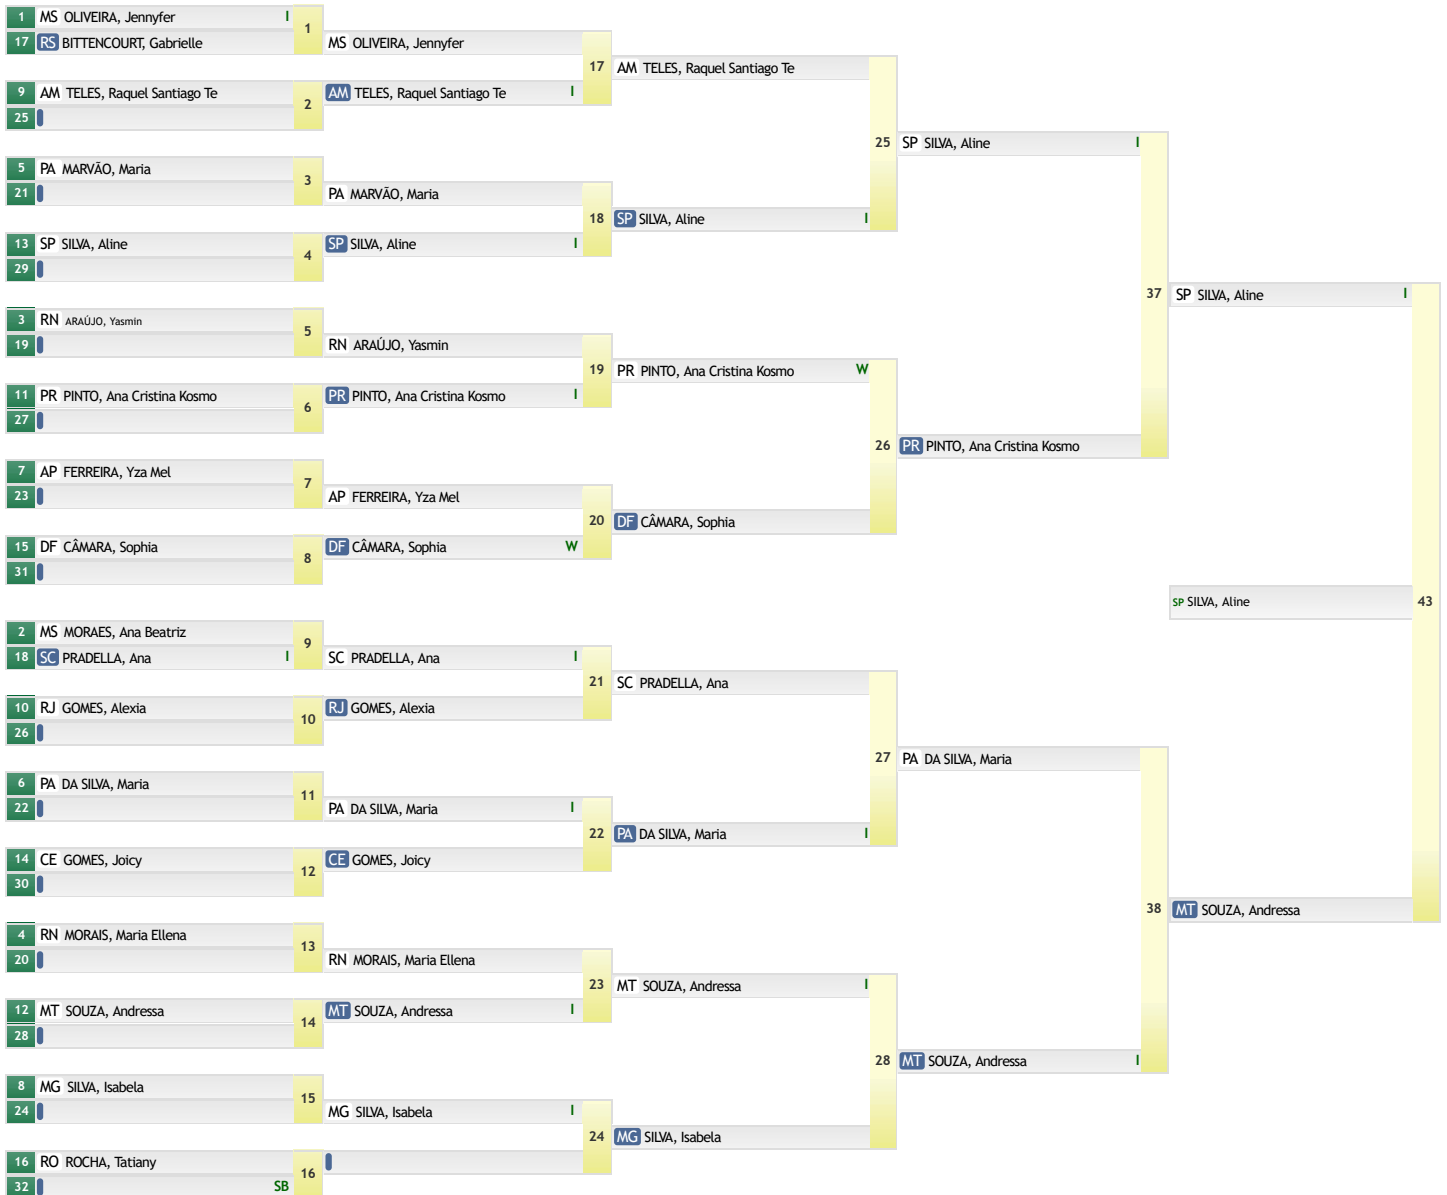 1 MS OLIVEIRA, Jennyfer I
17 RS BITTENCOURT, Gabrielle
1
9 AM TELES, Raquel Santiago Te
25
2
5 PA MARVÃO, Maria
21
3
13 SP SILVA, Aline
29
4
3 RN ARAÚJO, Yasmin
19
5
11 PR PINTO, Ana Cristina Kosmo
27
6
7 AP FERREIRA, Yza Mel
23
7
15 DF CÂMARA, Sophia
31
8
2 MS MORAES, Ana Beatriz
18 SC PRADELLA, Ana I
9
10 RJ GOMES, Alexia
26
10
6 PA DA SILVA, Maria
22
11
14 CE GOMES, Joicy
30
12
4 RN MORAIS, Maria Ellena
20
13
12 MT SOUZA, Andressa
28
14
8 MG SILVA, Isabela
24
15
16 RO ROCHA, Tatiany
32 SB
16
MS OLIVEIRA, Jennyfer
AM TELES, Raquel Santiago Te I
17
PA MARVÃO, Maria
SP SILVA, Aline I
18
RN ARAÚJO, Yasmin
PR PINTO, Ana Cristina Kosmo I
19
AP FERREIRA, Yza Mel
DF CÂMARA, Sophia W
20
SC PRADELLA, Ana I
RJ GOMES, Alexia
21
PA DA SILVA, Maria I
CE GOMES, Joicy
22
RN MORAIS, Maria Ellena
MT SOUZA, Andressa I
23
MG SILVA, Isabela I
24
AM TELES, Raquel Santiago Te
SP SILVA, Aline I
25
PR PINTO, Ana Cristina Kosmo W
DF CÂMARA, Sophia
26
SC PRADELLA, Ana
PA DA SILVA, Maria I
27
MT SOUZA, Andressa I
MG SILVA, Isabela
28
SP SILVA, Aline I
PR PINTO, Ana Cristina Kosmo
37
PA DA SILVA, Maria
MT SOUZA, Andressa I
38
SP SILVA, Aline I
SP SILVA, Aline
43
MT SOUZA, Andressa